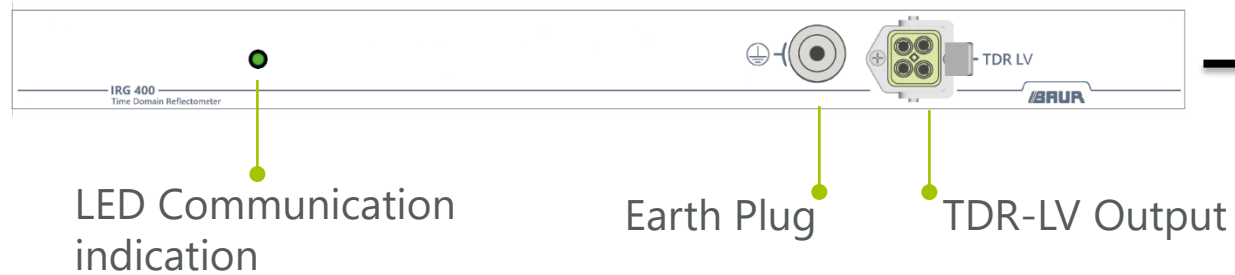 TDR LV
IRG 400
Time Domain Reflectometer
BAUR
LED Communication
indication
Earth Plug
TDR-LV Output